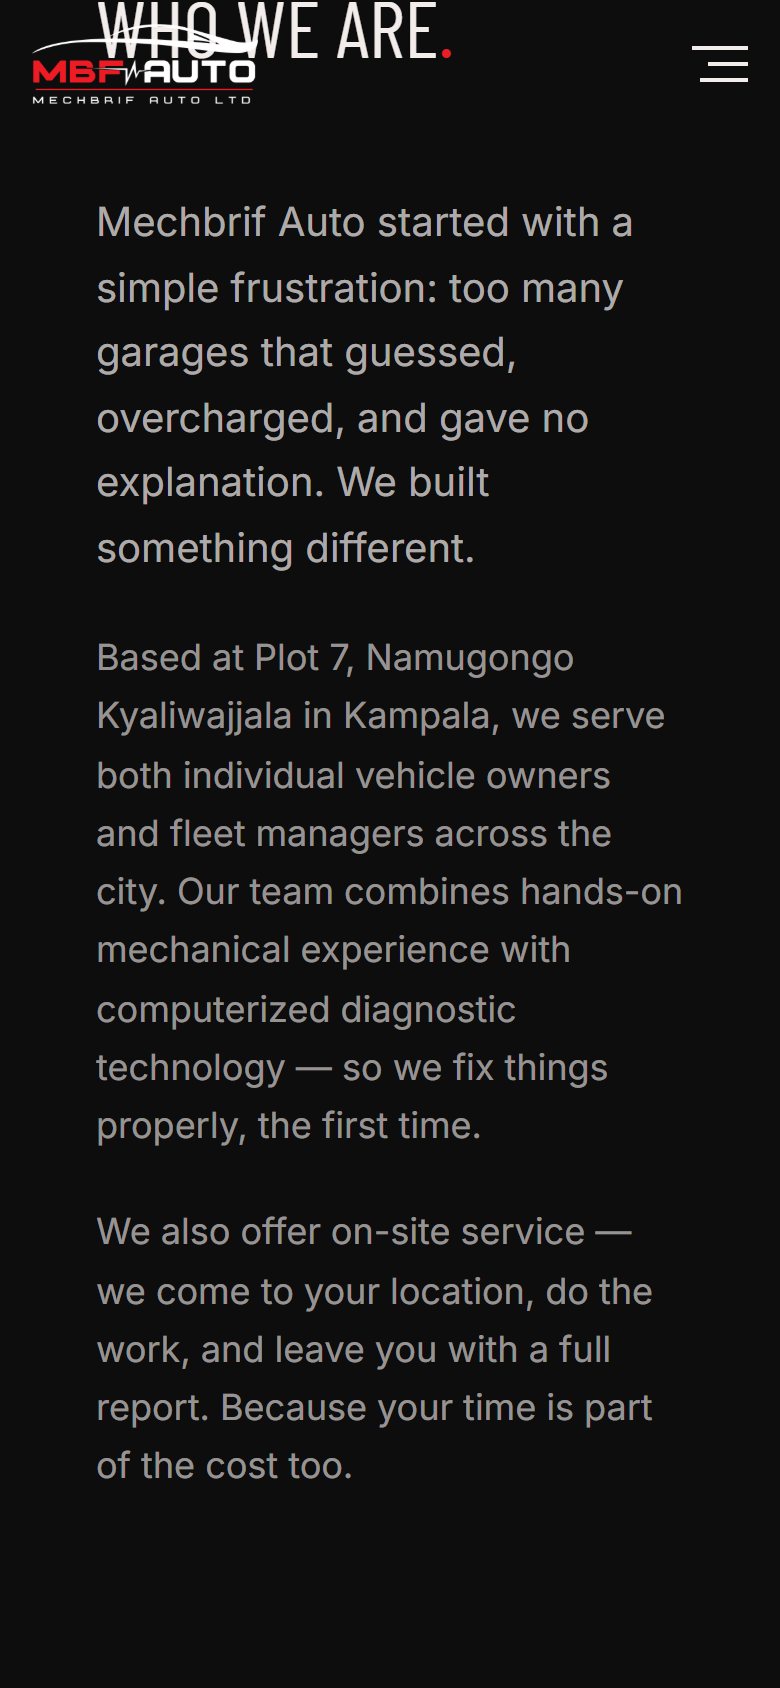 WHO WE ARE.
MBF AUTO
MECHBRIF AUTO LTD
Mechbrif Auto started with a
simple frustration: too many
garages that guessed,
overcharged, and gave no
explanation. We built
something different.
Based at Plot 7, Namugongo
Kyaliwajjala in Kampala, we serve
both individual vehicle owners
and fleet managers across the
city. Our team combines hands-on
mechanical experience with
computerized diagnostic
technology — so we fix things
properly, the first time.
We also offer on-site service —
we come to your location, do the
work, and leave you with a full
report. Because your time is part
of the cost too.